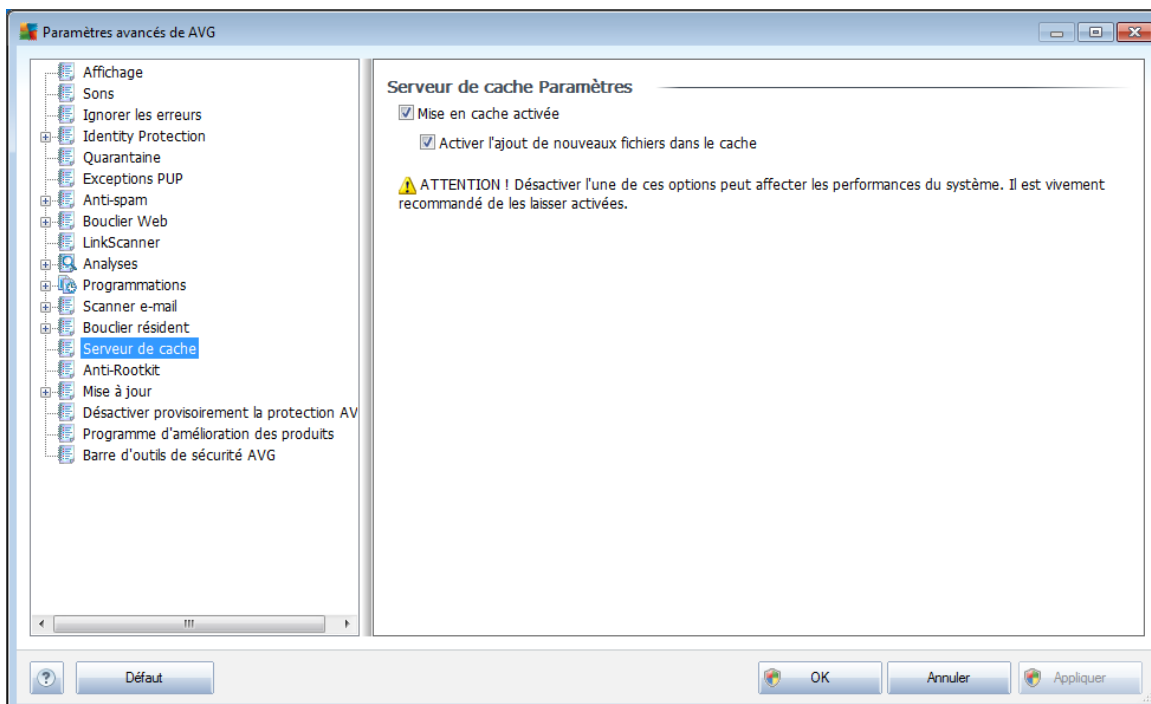 Paramètres avancés de AVG
Affichage
Sons
Ignorer les erreurs
Identity Protection
Quarantaine
Exceptions PUP
Anti-spam
Bouclier Web
LinkScanner
Analyses
Programmations
Scanner e-mail
Bouclier résident
Serveur de cache
Anti-Rootkit
Mise à jour
Désactiver provisoirement la protection AV
Programme d'amélioration des produits
Barre d'outils de sécurité AVG
Serveur de cache Paramètres
Mise en cache activée
Activer l'ajout de nouveaux fichiers dans le cache
ATTENTION ! Désactiver l'une de ces options peut affecter les performances du système. Il est vivement
recommandé de les laisser activées.
Défaut
OK
Annuler
Appliquer